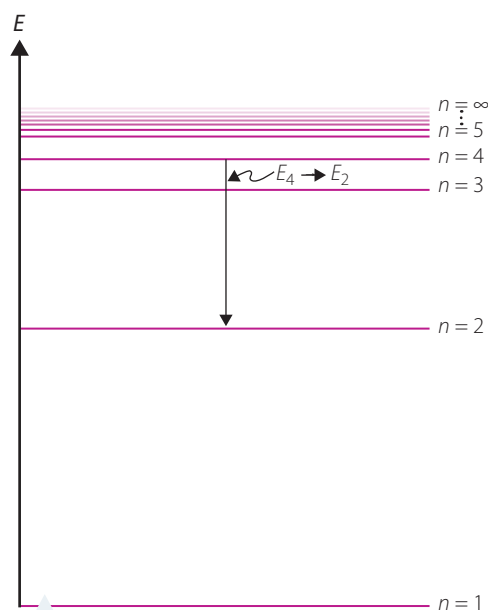 E
n = ∞
n = 5
n = 4
E₄ → E₂
n = 3
n = 2
n = 1